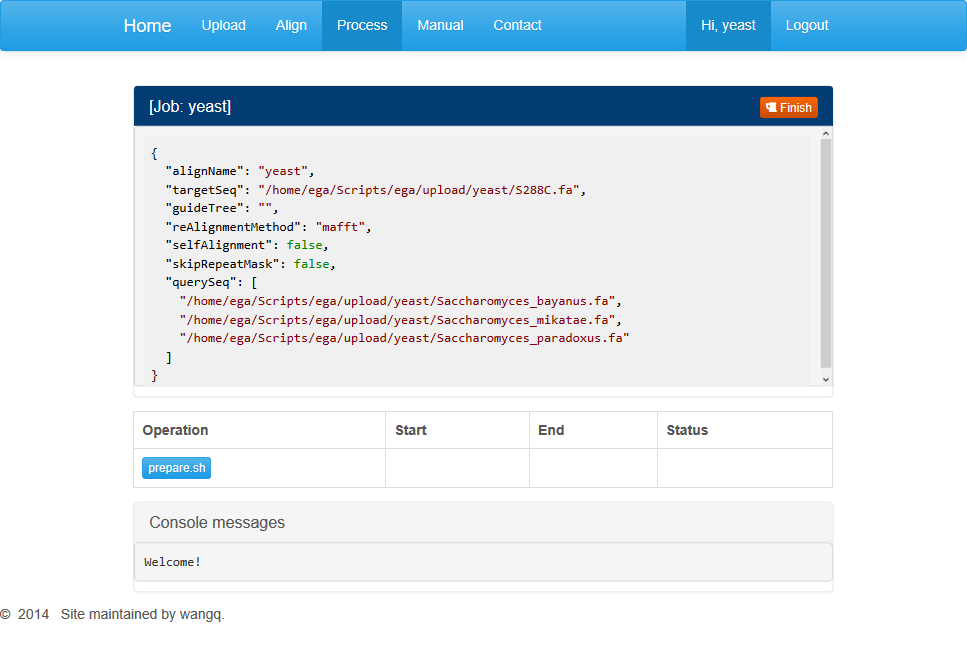 Home Upload Align Process Manual Contact Hi, yeast Logout
[Job: yeast] Finish
{
  "alignName": "yeast",
  "targetSeq": "/home/ega/Scripts/ega/upload/yeast/S288C.fa",
  "guideTree": "",
  "reAlignmentMethod": "mafft",
  "selfAlignment": false,
  "skipRepeatMask": false,
  "querySeq": [
    "/home/ega/Scripts/ega/upload/yeast/Saccharomyces_bayanus.fa",
    "/home/ega/Scripts/ega/upload/yeast/Saccharomyces_mikatae.fa",
    "/home/ega/Scripts/ega/upload/yeast/Saccharomyces_paradoxus.fa"
  ]
}
Operation Start End Status
prepare.sh
Console messages
Welcome!
© 2014 Site maintained by wangq.